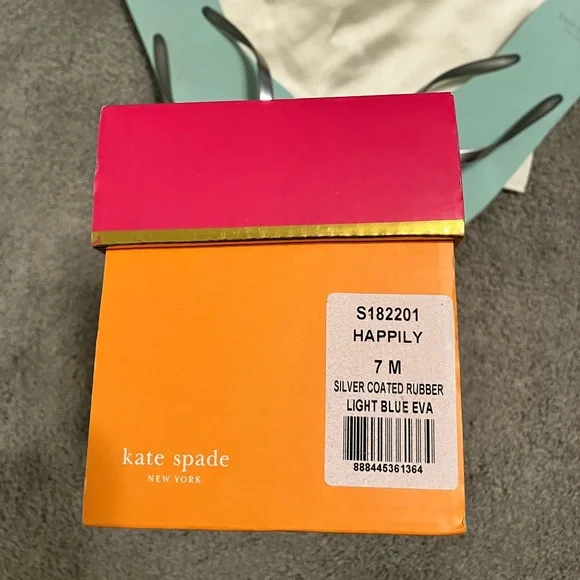 S182201
HAPPILY
7 M
SILVER COATED RUBBER
LIGHT BLUE EVA
888445361364
kate spade
NEW YORK